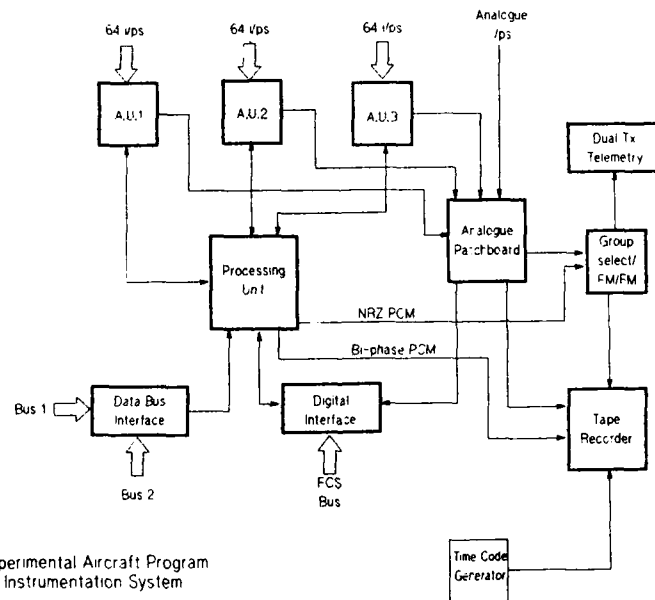 64 i/ps
64 i/ps
64 i/ps
Analogue
i/ps
A.U.1
A.U.2
A.U.3
Dual Tx
Telemetry
Analogue
Patchboard
Group
select/
FM/FM
Processing
Unit
NRZ PCM
Bi-phase PCM
Bus 1
Data Bus
Interface
Digital
Interface
Tape
Recorder
Bus 2
FCS
Bus
Time Code
Generator
perimental Aircraft Program
Instrumentation System